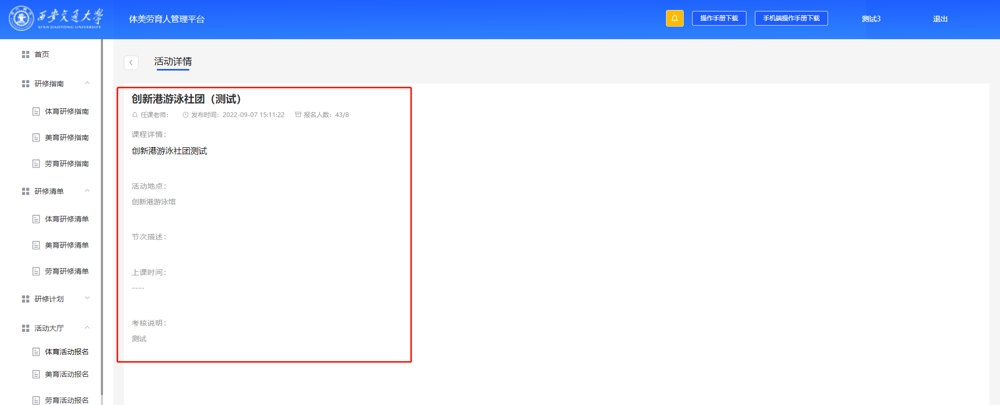 西安交通大学
XI'AN JIAOTONG UNIVERSITY
体美劳育人管理平台
操作手册下载
手机端操作手册下载
测试3
退出
首页
研修指南
体育研修指南
美育研修指南
劳育研修指南
研修清单
体育研修清单
美育研修清单
劳育研修清单
研修计划
活动大厅
体育活动报名
美育活动报名
劳育活动报名
活动详情
创新港游泳社团（测试）
任课老师： 发布时间：2022-09-07 15:11:22 报名人数：43/8
课程详情：
创新港游泳社团测试
活动地点：
创新港游泳馆
节次描述：
上课时间：
----
考核说明：
测试